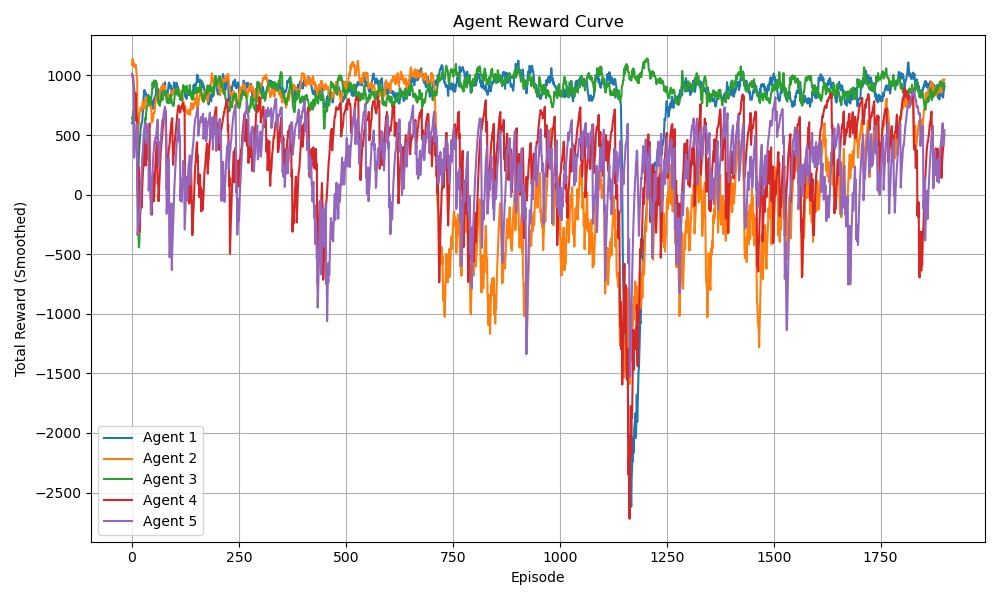 Agent Reward Curve
Total Reward (Smoothed)
1000
500
0
−500
−1000
−1500
−2000
−2500
Agent 1
Agent 2
Agent 3
Agent 4
Agent 5
0 250 500 750 1000 1250 1500 1750
Episode